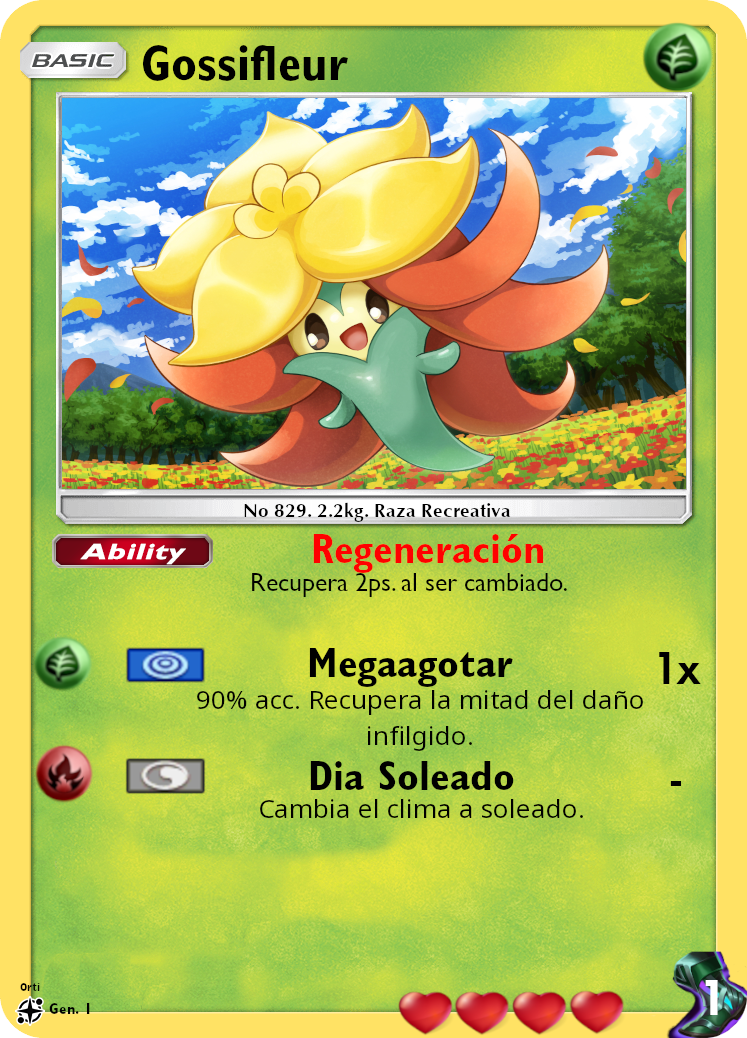 BASIC Gossifleur
No 829. 2.2kg. Raza Recreativa
Ability Regeneración
Recupera 2ps. al ser cambiado.
Megaagotar 1x
90% acc. Recupera la mitad del daño
infilgido.
Dia Soleado -
Cambia el clima a soleado.
Orti
Gen. 1
1